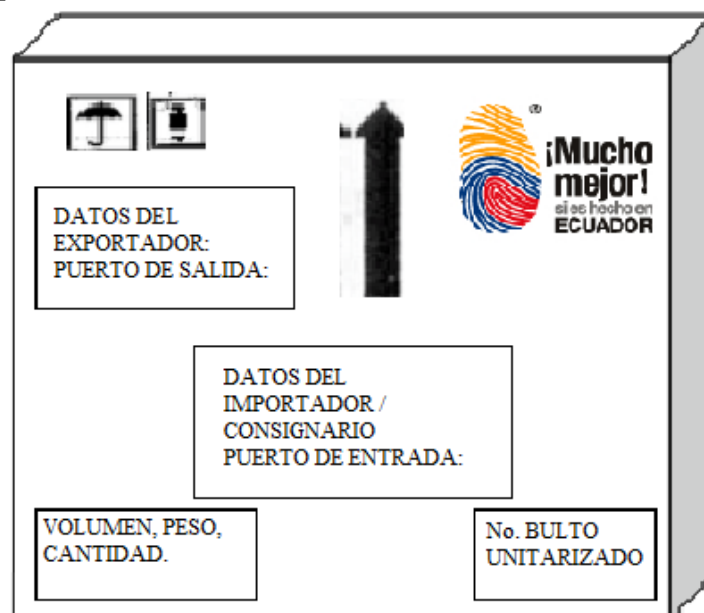 ®
¡Mucho
mejor!
si es hecho en
ECUADOR
DATOS DEL
EXPORTADOR:
PUERTO DE SALIDA:
DATOS DEL
IMPORTADOR /
CONSIGNARIO
PUERTO DE ENTRADA:
VOLUMEN, PESO,
CANTIDAD.
No. BULTO
UNITARIZADO